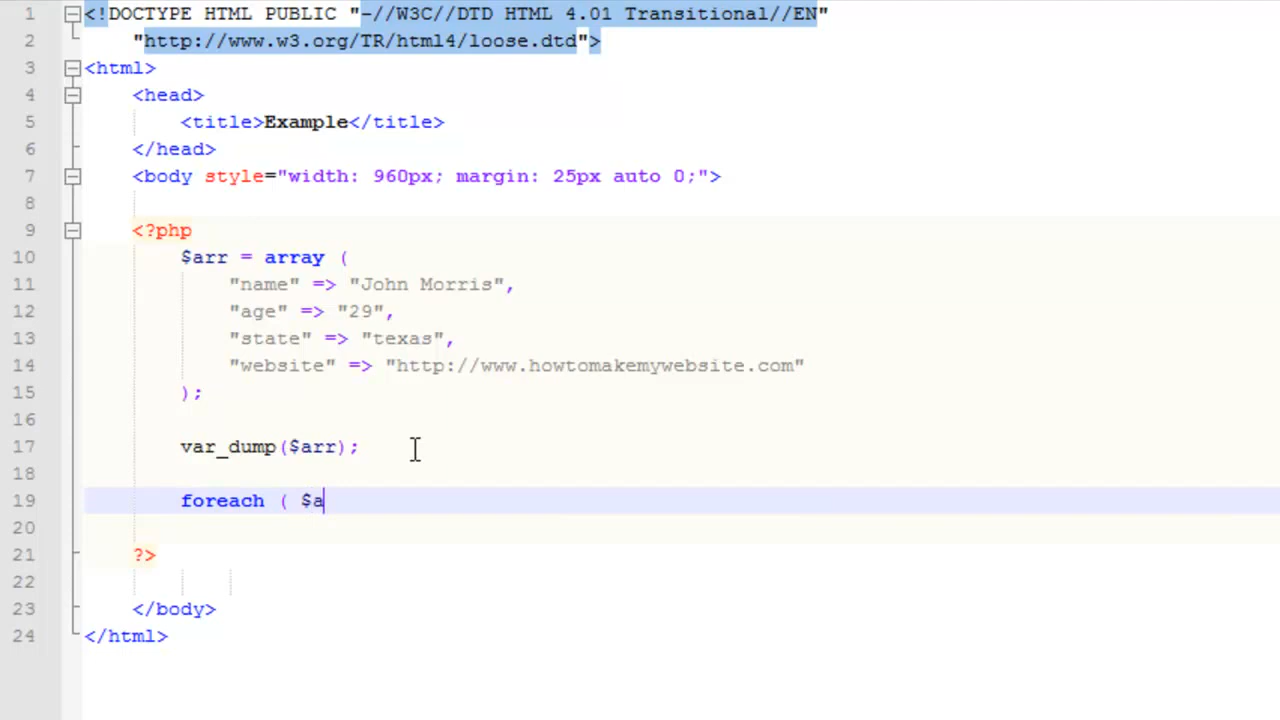 1 <!DOCTYPE HTML PUBLIC "-//W3C//DTD HTML 4.01 Transitional//EN"
2 "http://www.w3.org/TR/html4/loose.dtd">
3 <html>
4 <head>
5 <title>Example</title>
6 </head>
7 <body style="width: 960px; margin: 25px auto 0;">
8
9 <?php
10 $arr = array (
11 "name" => "John Morris",
12 "age" => "29",
13 "state" => "texas",
14 "website" => "http://www.howtomakemywebsite.com"
15 );
16
17 var_dump($arr);
18
19 foreach ( $a
20
21 ?>
22
23 </body>
24 </html>